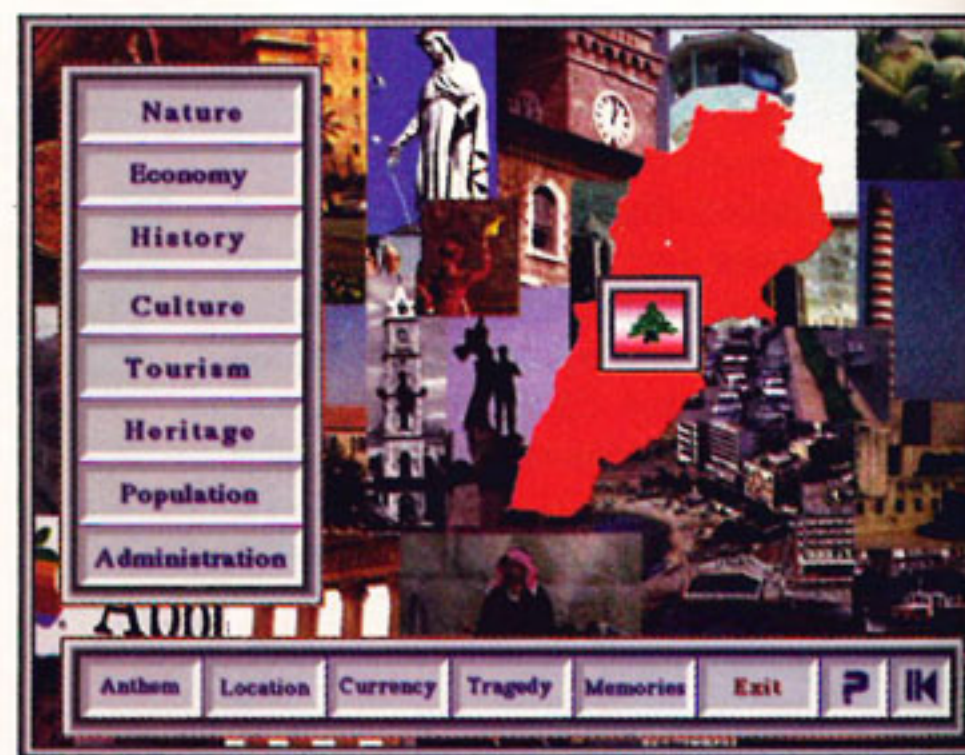 Nature
Economy
History
Culture
Tourism
Heritage
Population
Administration
Anthem Location Currency Tragedy Memories Exit ?